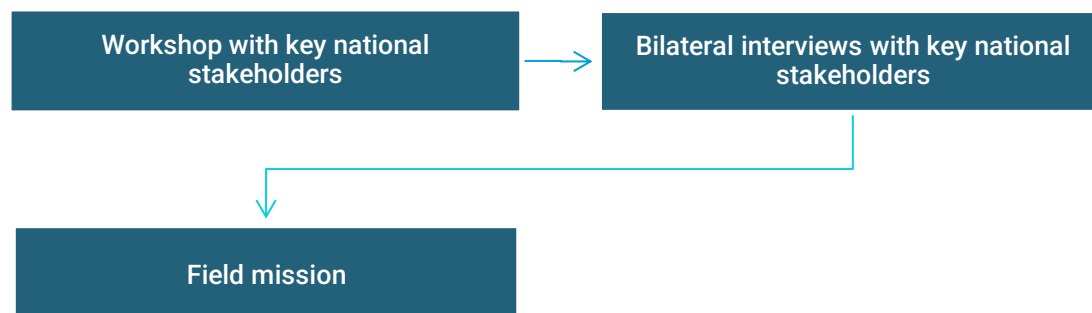 Workshop with key national
stakeholders
Bilateral interviews with key national
stakeholders
Field mission